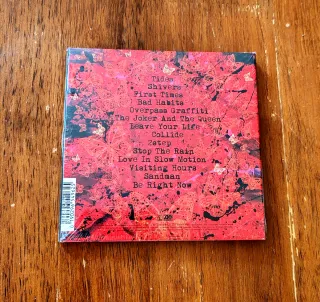 Tides
Shivers
First Times
Bad Habits
Overpass Graffiti
The Joker And The Queen
Leave Your Life
Collide
2step
Stop The Rain
Love In Slow Motion
Visiting Hours
Sandman
Be Right Now